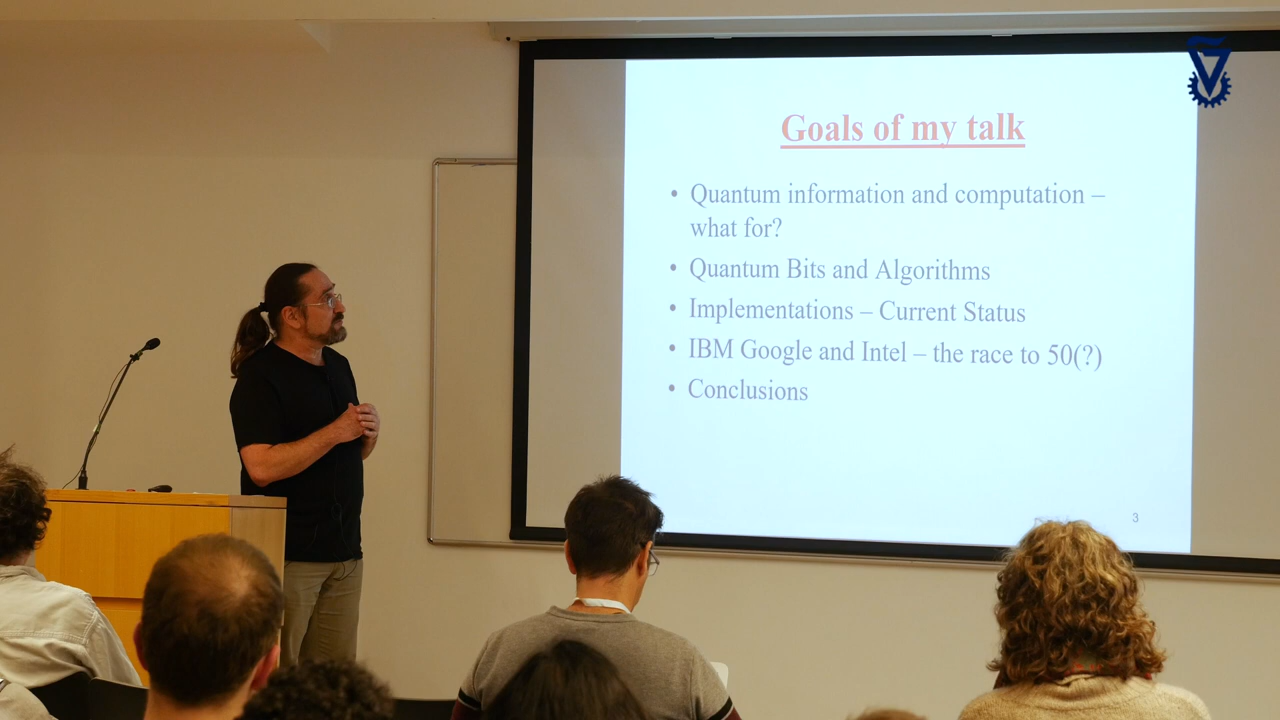 Goals of my talk
• Quantum information and computation –
what for?
• Quantum Bits and Algorithms
• Implementations – Current Status
• IBM Google and Intel – the race to 50(?)
• Conclusions
3